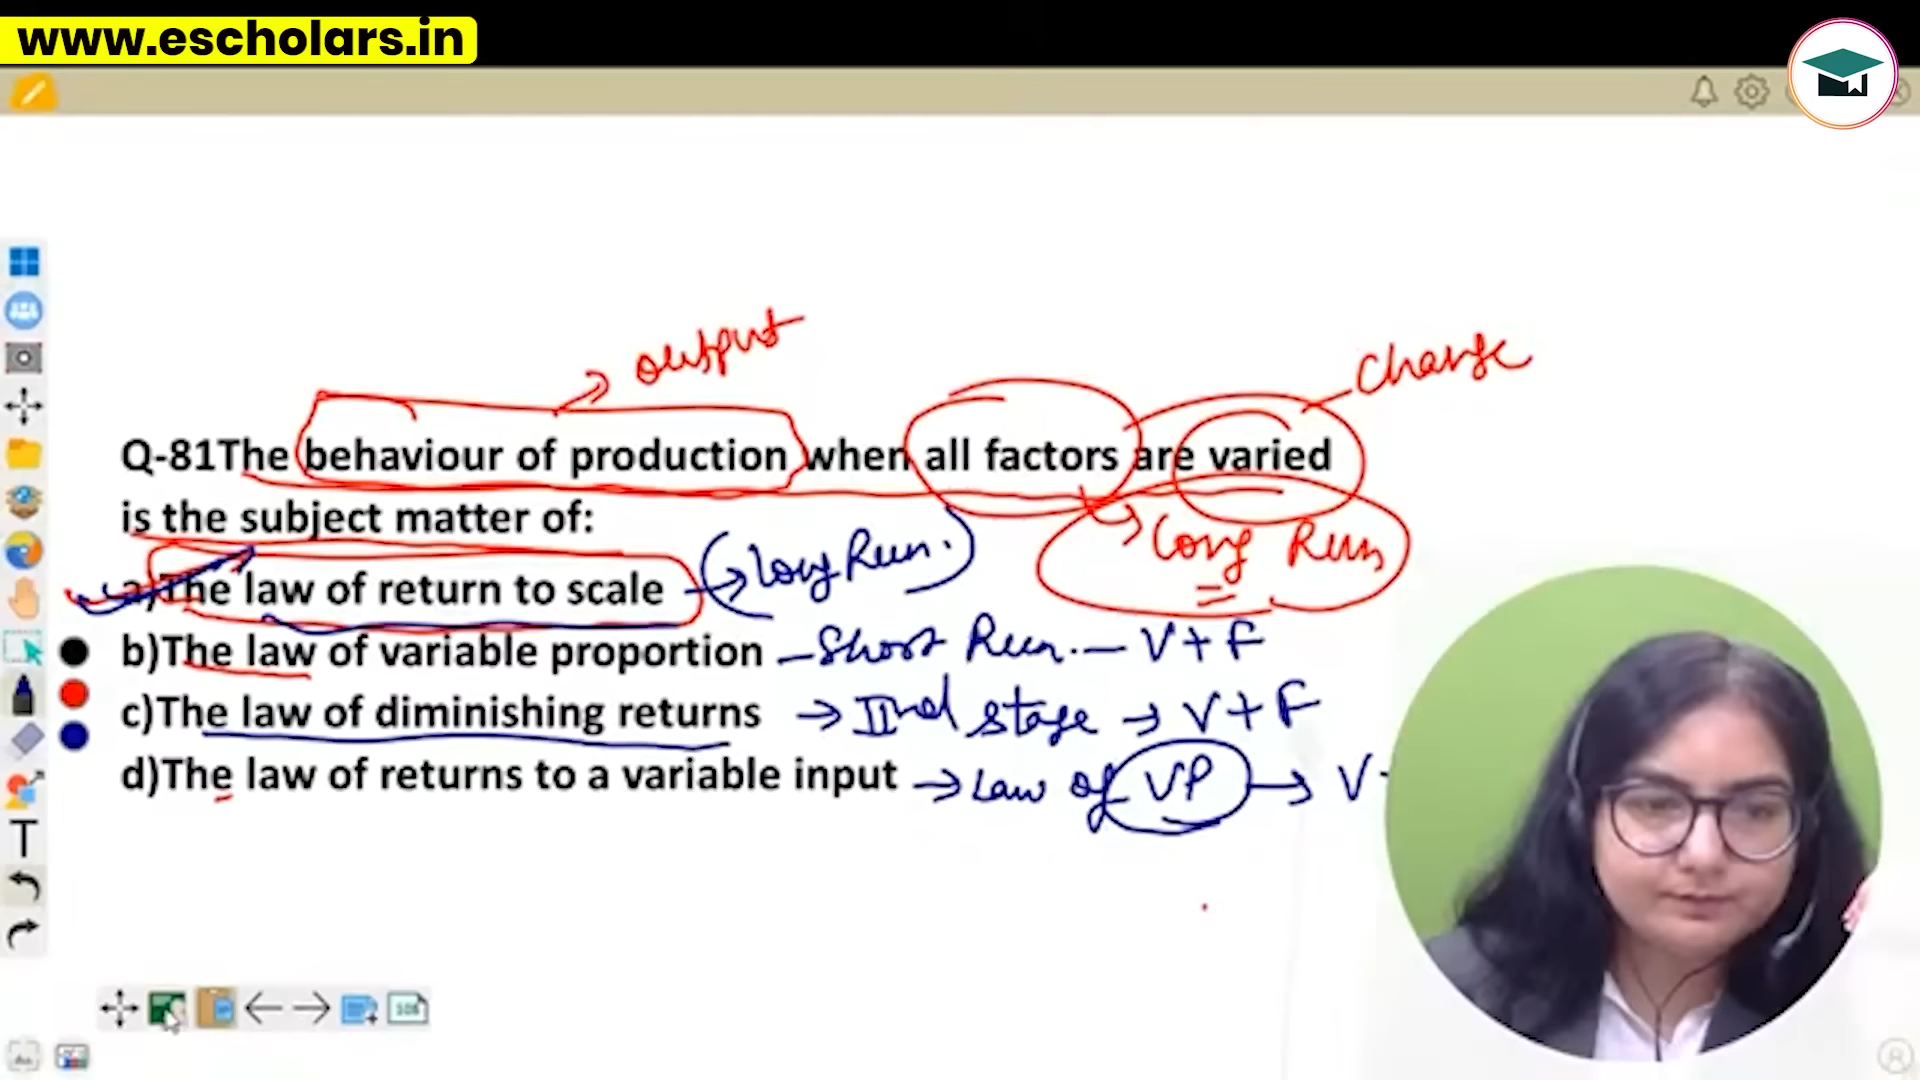 www.escholars.in
output
change
Q-81The behaviour of production when all factors are varied
is the subject matter of:
Long Run
a)The law of return to scale → Long Run.
b)The law of variable proportion - Short Run. - V+F
c)The law of diminishing returns → IInd stage → V+F
d)The law of returns to a variable input → Law of VP → V
T
108